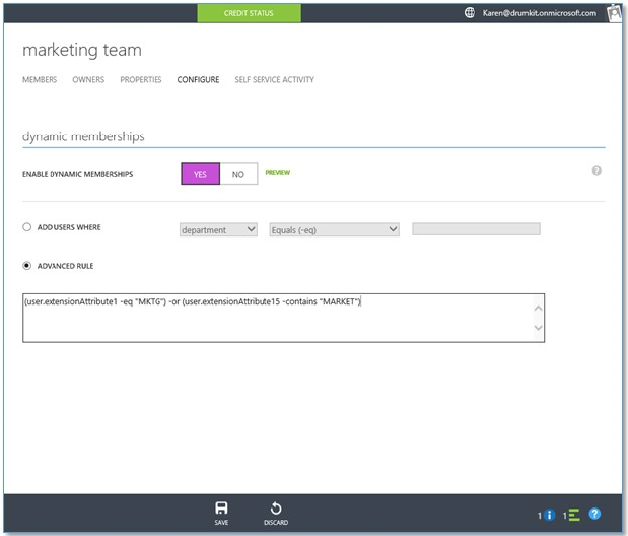 CREDIT STATUS
Karen@drumkit.onmicrosoft.com
marketing team
MEMBERS OWNERS PROPERTIES CONFIGURE SELF SERVICE ACTIVITY
dynamic memberships
ENABLE DYNAMIC MEMBERSHIPS YES NO PREVIEW ?
ADD USERS WHERE department Equals (-eq)
ADVANCED RULE
(user.extensionAttribute1 -eq "MKTG") -or (user.extensionAttribute15 -contains "MARKET")
SAVE DISCARD 1 i 1 ?